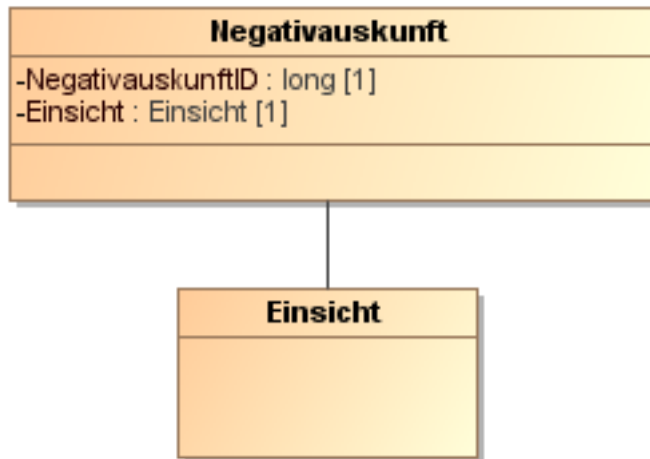 Negativauskunft
-NegativauskunftID : long [1]
-Einsicht : Einsicht [1]
Einsicht